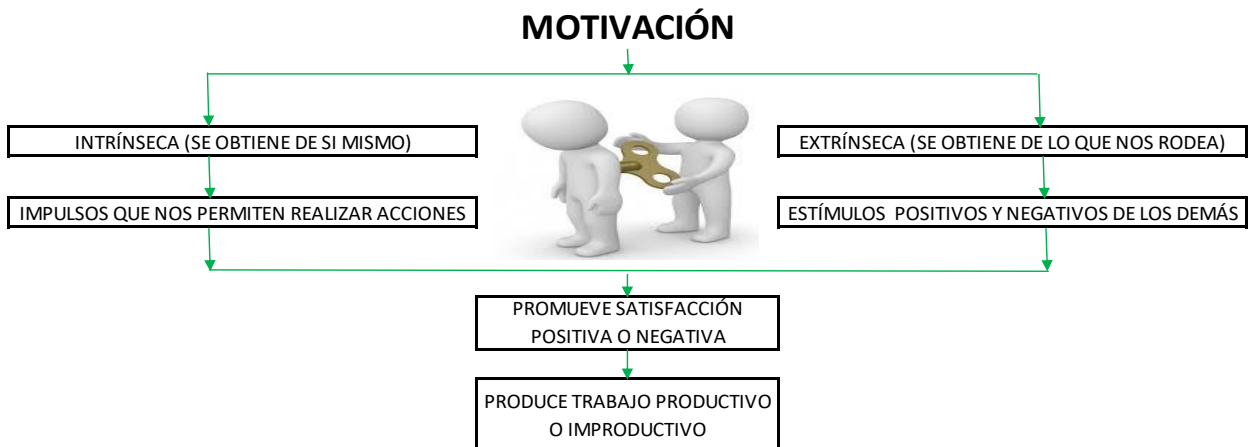 MOTIVACIÓN
INTRÍNSECA (SE OBTIENE DE SI MISMO)
EXTRÍNSECA (SE OBTIENE DE LO QUE NOS RODEA)
IMPULSOS QUE NOS PERMITEN REALIZAR ACCIONES
ESTÍMULOS POSITIVOS Y NEGATIVOS DE LOS DEMÁS
PROMUEVE SATISFACCIÓN
POSITIVA O NEGATIVA
PRODUCE TRABAJO PRODUCTIVO
O IMPRODUCTIVO